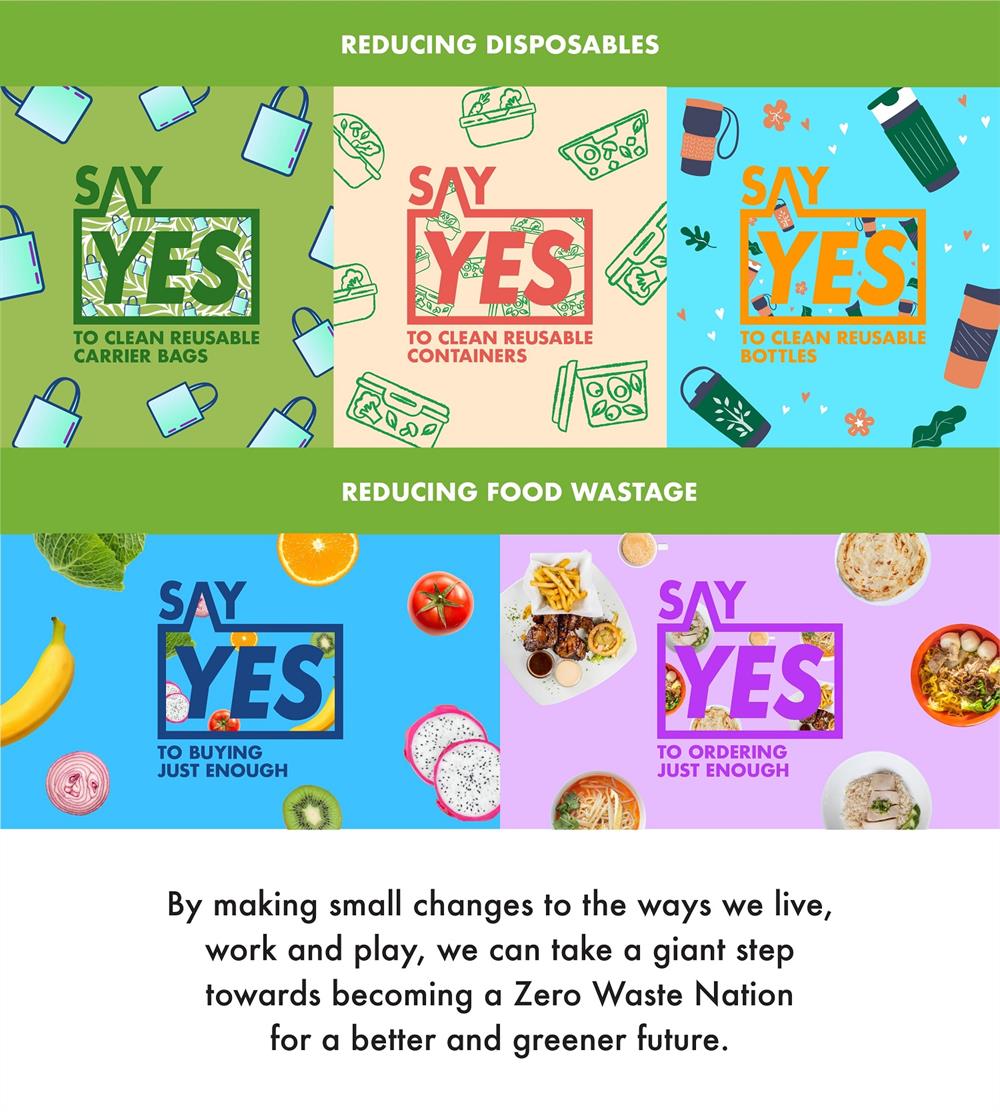 REDUCING DISPOSABLES
SAY
YES
TO CLEAN REUSABLE
CARRIER BAGS
SAY
YES
TO CLEAN REUSABLE
CONTAINERS
SAY
YES
TO CLEAN REUSABLE
BOTTLES
REDUCING FOOD WASTAGE
SAY
YES
TO BUYING
JUST ENOUGH
SAY
YES
TO ORDERING
JUST ENOUGH
By making small changes to the ways we live,
work and play, we can take a giant step
towards becoming a Zero Waste Nation
for a better and greener future.